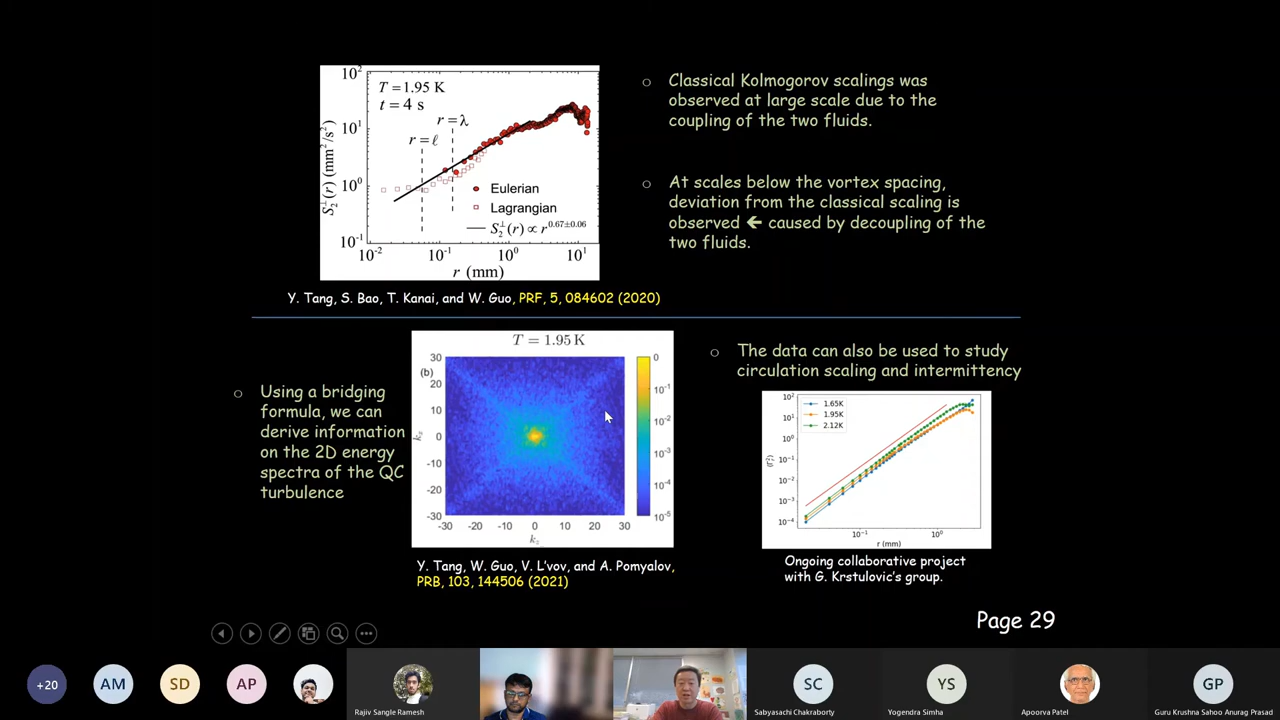 10²
10¹
10⁰
10⁻¹
S₂^⊥(r) (mm²/s²)
T = 1.95 K
t = 4 s
r = λ
r = ℓ
Eulerian
Lagrangian
S₂^⊥(r) ∝ r^0.67±0.06
10⁻² 10⁻¹ 10⁰ 10¹
r (mm)
Y. Tang, S. Bao, T. Kanai, and W. Guo, PRF, 5, 084602 (2020)
Classical Kolmogorov scalings was
observed at large scale due to the
coupling of the two fluids.
At scales below the vortex spacing,
deviation from the classical scaling is
observed ← caused by decoupling of the
two fluids.
Using a bridging
formula, we can
derive information
on the 2D energy
spectra of the QC
turbulence
T = 1.95 K
(b)
30
20
10
0
-10
-20
-30
-30 -20 -10 0 10 20 30
0
10⁻¹
10⁻²
10⁻³
10⁻⁴
10⁻⁵
Y. Tang, W. Guo, V. L'vov, and A. Pomyalov,
PRB, 103, 144506 (2021)
The data can also be used to study
circulation scaling and intermittency
1.65K
1.95K
2.12K
10²
10¹
10⁰
10⁻¹
10⁻²
10⁻³
10⁻⁴
10⁻¹ 10⁰
r (mm)
Ongoing collaborative project
with G. Krstulovic's group.
Page 29
+20
AM
SD
AP
Rajiv Sangle Ramesh
SC
Sabyasachi Chakraborty
YS
Yogendra Simha
Apoorva Patel
GP
Guru Krushna Sahoo Anurag Prasad